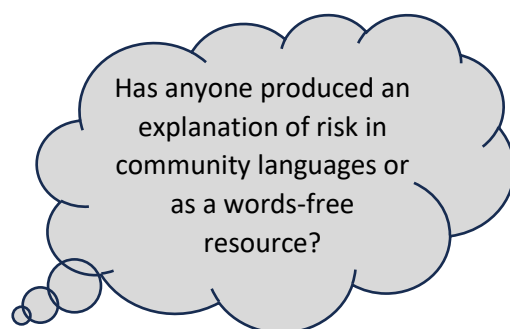 Has anyone produced an
explanation of risk in
community languages or
as a words-free
resource?